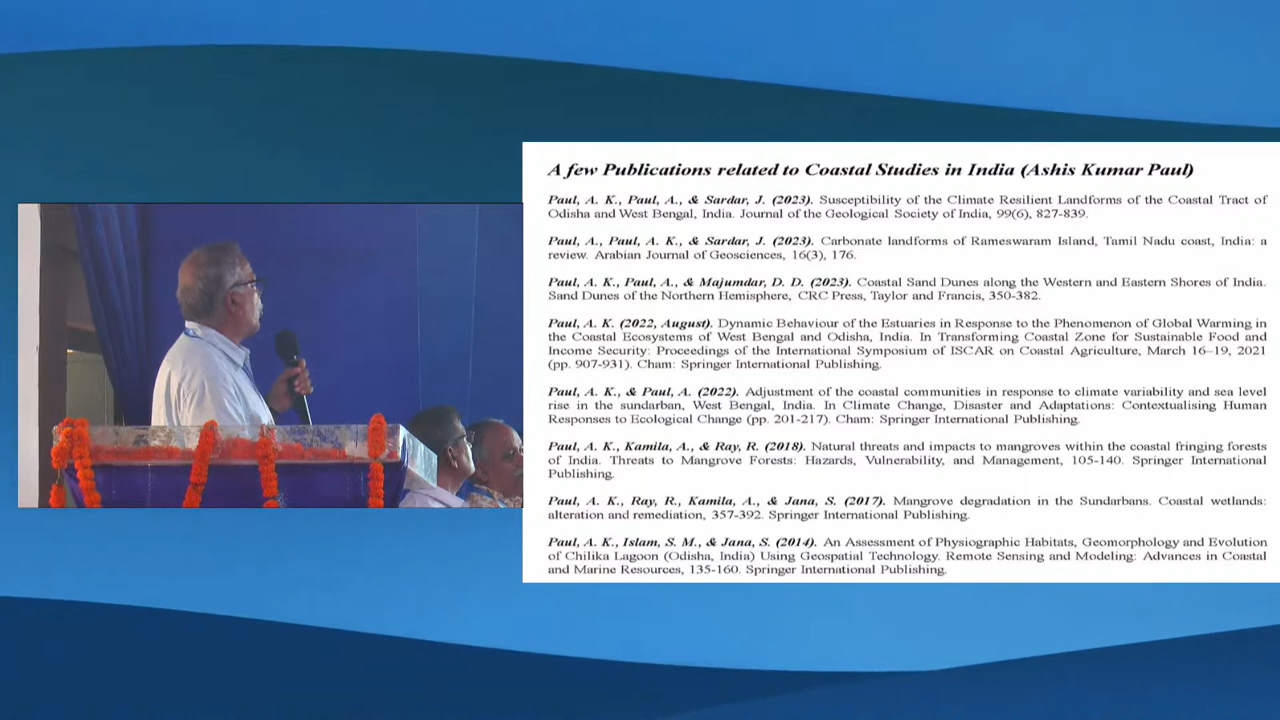 A few Publications related to Coastal Studies in India (Ashis Kumar Paul)
Paul, A. K., Paul, A., & Sardar, J. (2023). Susceptibility of the Climate Resilient Landforms of the Coastal Tract of
Odisha and West Bengal, India. Journal of the Geological Society of India, 99(6), 827-839.
Paul, A., Paul, A. K., & Sardar, J. (2023). Carbonate landforms of Rameswaram Island, Tamil Nadu coast, India: a
review. Arabian Journal of Geosciences, 16(3), 176.
Paul, A. K., Paul, A., & Majumdar, D. D. (2023). Coastal Sand Dunes along the Western and Eastern Shores of India.
Sand Dunes of the Northern Hemisphere, CRC Press, Taylor and Francis, 350-382.
Paul, A. K. (2022, August). Dynamic Behaviour of the Estuaries in Response to the Phenomenon of Global Warming in
the Coastal Ecosystems of West Bengal and Odisha, India. In Transforming Coastal Zone for Sustainable Food and
Income Security: Proceedings of the International Symposium of ISCAR on Coastal Agriculture, March 16–19, 2021
(pp. 907-931). Cham: Springer International Publishing.
Paul, A. K., & Paul, A. (2022). Adjustment of the coastal communities in response to climate variability and sea level
rise in the sundarban, West Bengal, India. In Climate Change, Disaster and Adaptations: Contextualising Human
Responses to Ecological Change (pp. 201-217). Cham: Springer International Publishing.
Paul, A. K., Kamila, A., & Ray, R. (2018). Natural threats and impacts to mangroves within the coastal fringing forests
of India. Threats to Mangrove Forests: Hazards, Vulnerability, and Management, 105-140. Springer International
Publishing.
Paul, A. K., Ray, R., Kamila, A., & Jana, S. (2017). Mangrove degradation in the Sundarbans. Coastal wetlands:
alteration and remediation, 357-392. Springer International Publishing.
Paul, A. K., Islam, S. M., & Jana, S. (2014). An Assessment of Physiographic Habitats, Geomorphology and Evolution
of Chilika Lagoon (Odisha, India) Using Geospatial Technology. Remote Sensing and Modeling: Advances in Coastal
and Marine Resources, 135-160. Springer International Publishing.